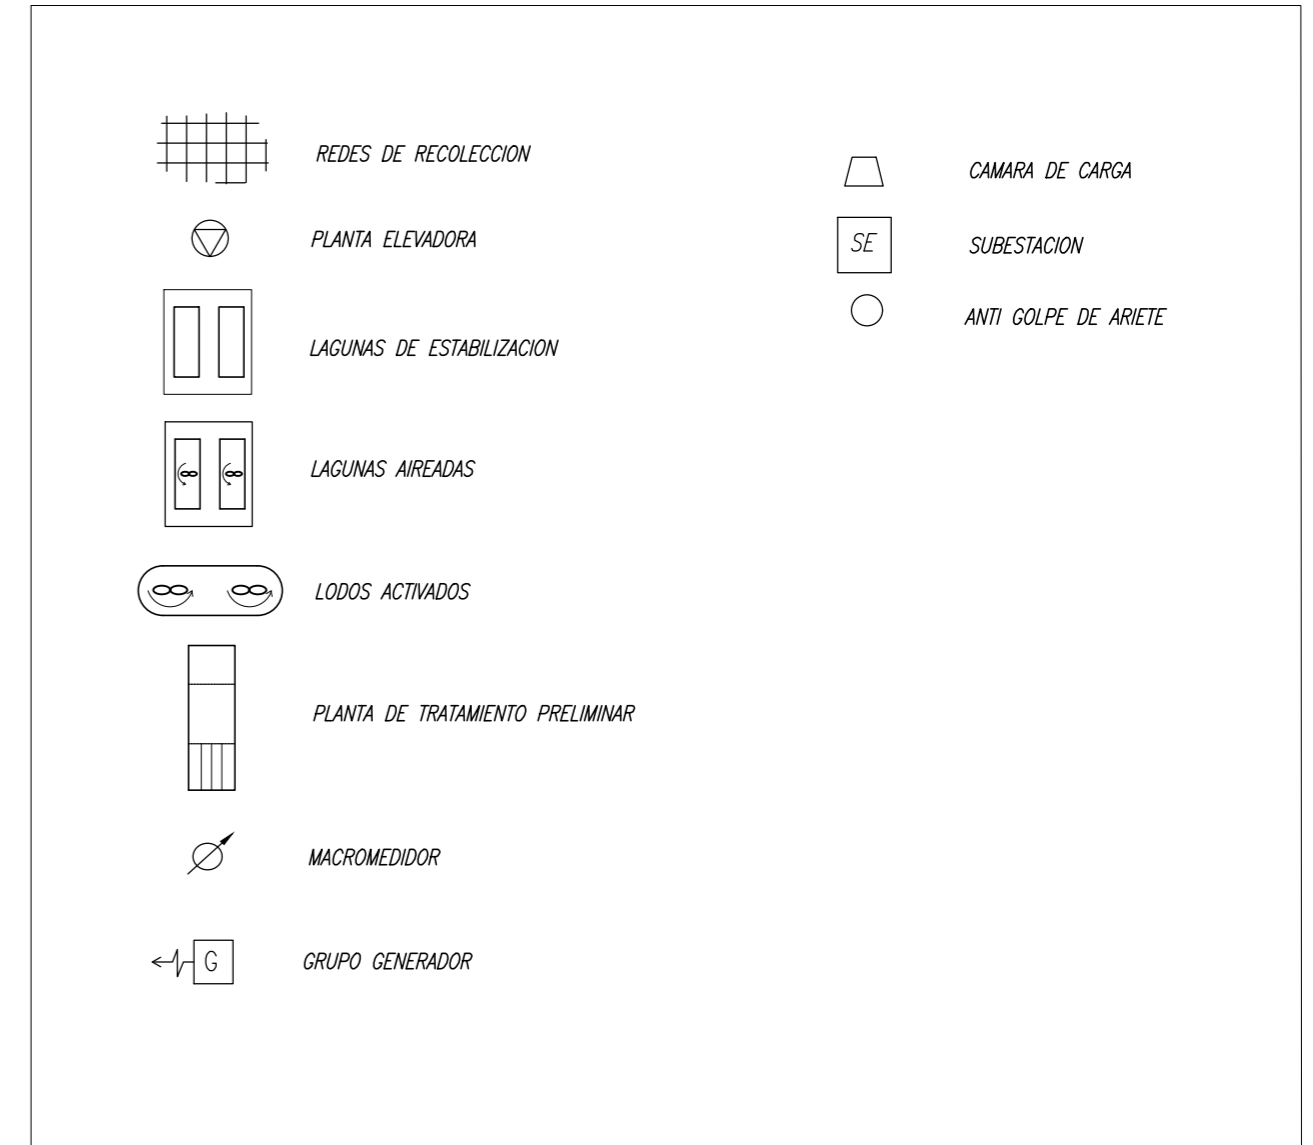 REDES DE RECOLECCION
PLANTA ELEVADORA
LAGUNAS DE ESTABILIZACION
LAGUNAS AIREADAS
LODOS ACTIVADOS
PLANTA DE TRATAMIENTO PRELIMINAR
MACROMEDIDOR
G GRUPO GENERADOR
CAMARA DE CARGA
SE SUBESTACION
ANTI GOLPE DE ARIETE